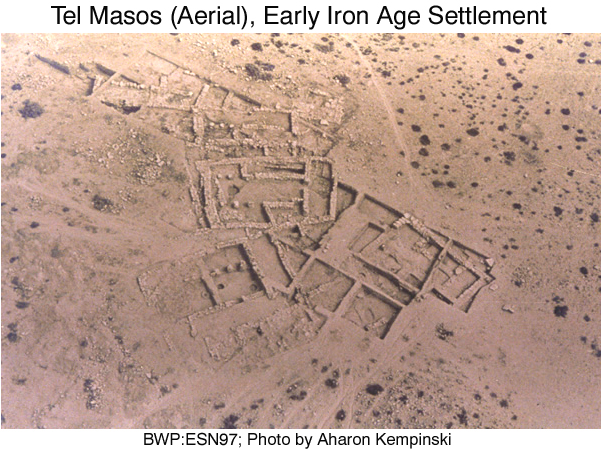 Tel Masos (Aerial), Early Iron Age Settlement
BWP:ESN97; Photo by Aharon Kempinski